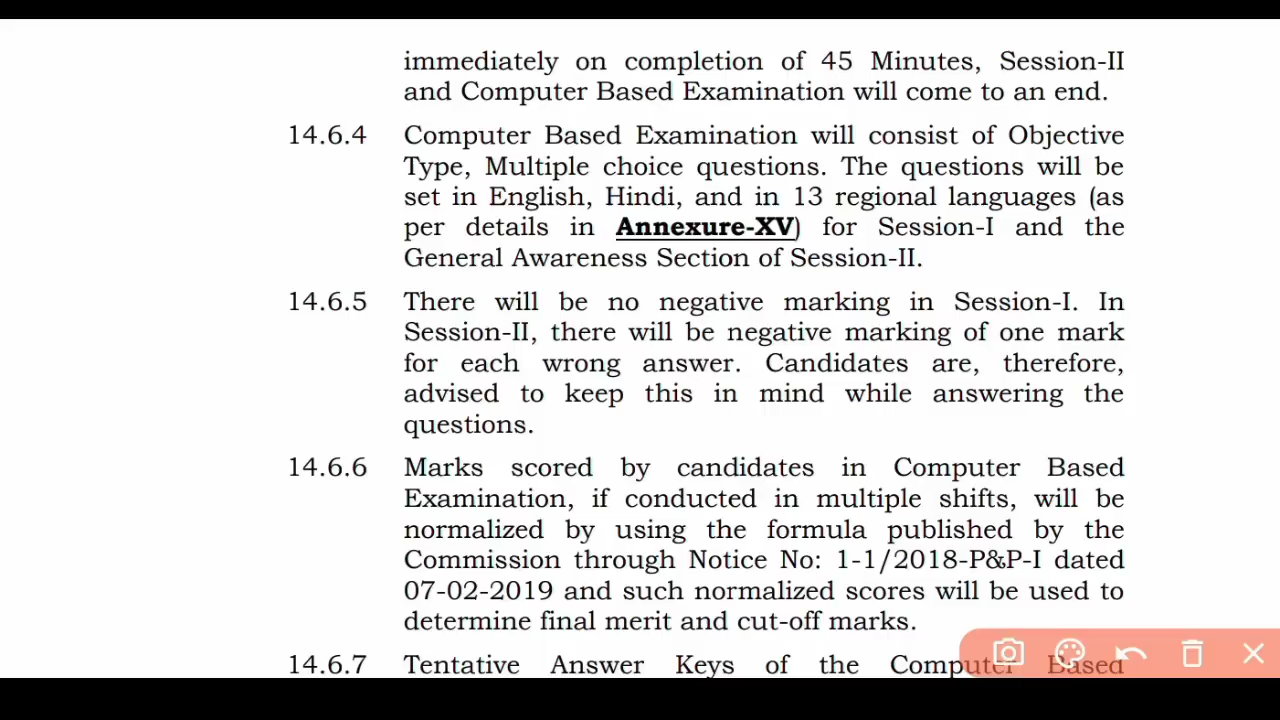 immediately on completion of 45 Minutes, Session-II
and Computer Based Examination will come to an end.
14.6.4 Computer Based Examination will consist of Objective
Type, Multiple choice questions. The questions will be
set in English, Hindi, and in 13 regional languages (as
per details in Annexure-XV) for Session-I and the
General Awareness Section of Session-II.
14.6.5 There will be no negative marking in Session-I. In
Session-II, there will be negative marking of one mark
for each wrong answer. Candidates are, therefore,
advised to keep this in mind while answering the
questions.
14.6.6 Marks scored by candidates in Computer Based
Examination, if conducted in multiple shifts, will be
normalized by using the formula published by the
Commission through Notice No: 1-1/2018-P&P-I dated
07-02-2019 and such normalized scores will be used to
determine final merit and cut-off marks.
14.6.7 Tentative Answer Keys of the Computer Based